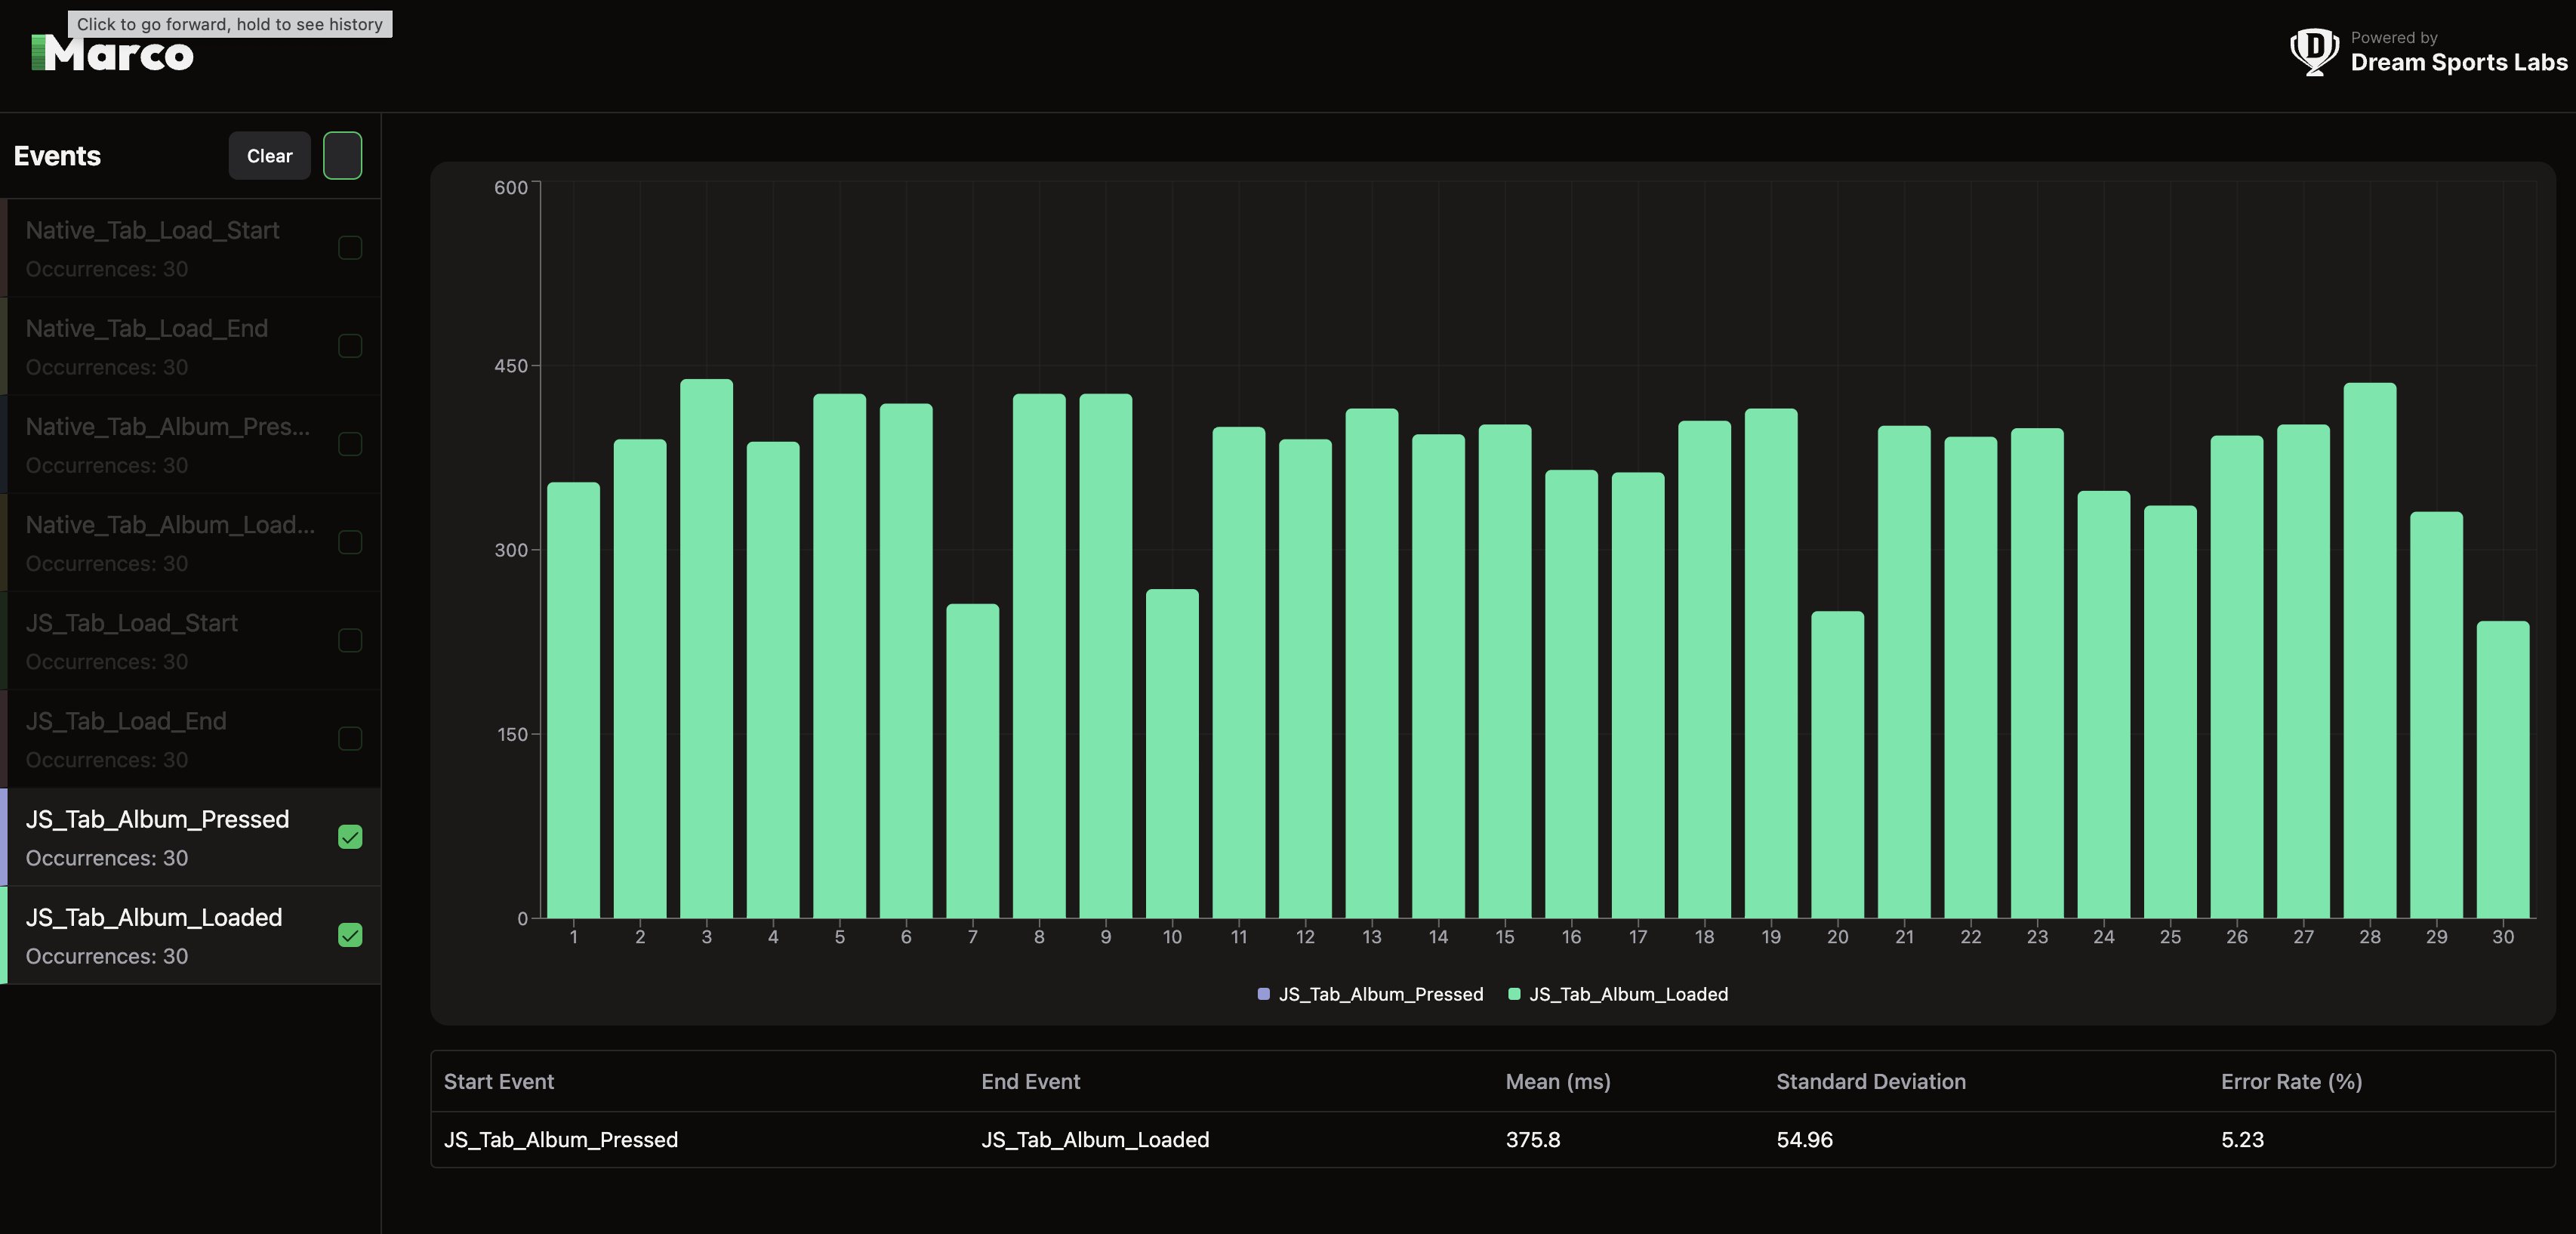 Click to go forward, hold to see history
Marco
Powered by
Dream Sports Labs
Events
Clear
Native_Tab_Load_Start
Occurrences: 30
Native_Tab_Load_End
Occurrences: 30
Native_Tab_Album_Pres...
Occurrences: 30
Native_Tab_Album_Load...
Occurrences: 30
JS_Tab_Load_Start
Occurrences: 30
JS_Tab_Load_End
Occurrences: 30
JS_Tab_Album_Pressed
Occurrences: 30
JS_Tab_Album_Loaded
Occurrences: 30
600
450
300
150
0
1 2 3 4 5 6 7 8 9 10 11 12 13 14 15 16 17 18 19 20 21 22 23 24 25 26 27 28 29 30
JS_Tab_Album_Pressed JS_Tab_Album_Loaded
Start Event End Event Mean (ms) Standard Deviation Error Rate (%)
JS_Tab_Album_Pressed JS_Tab_Album_Loaded 375.8 54.96 5.23